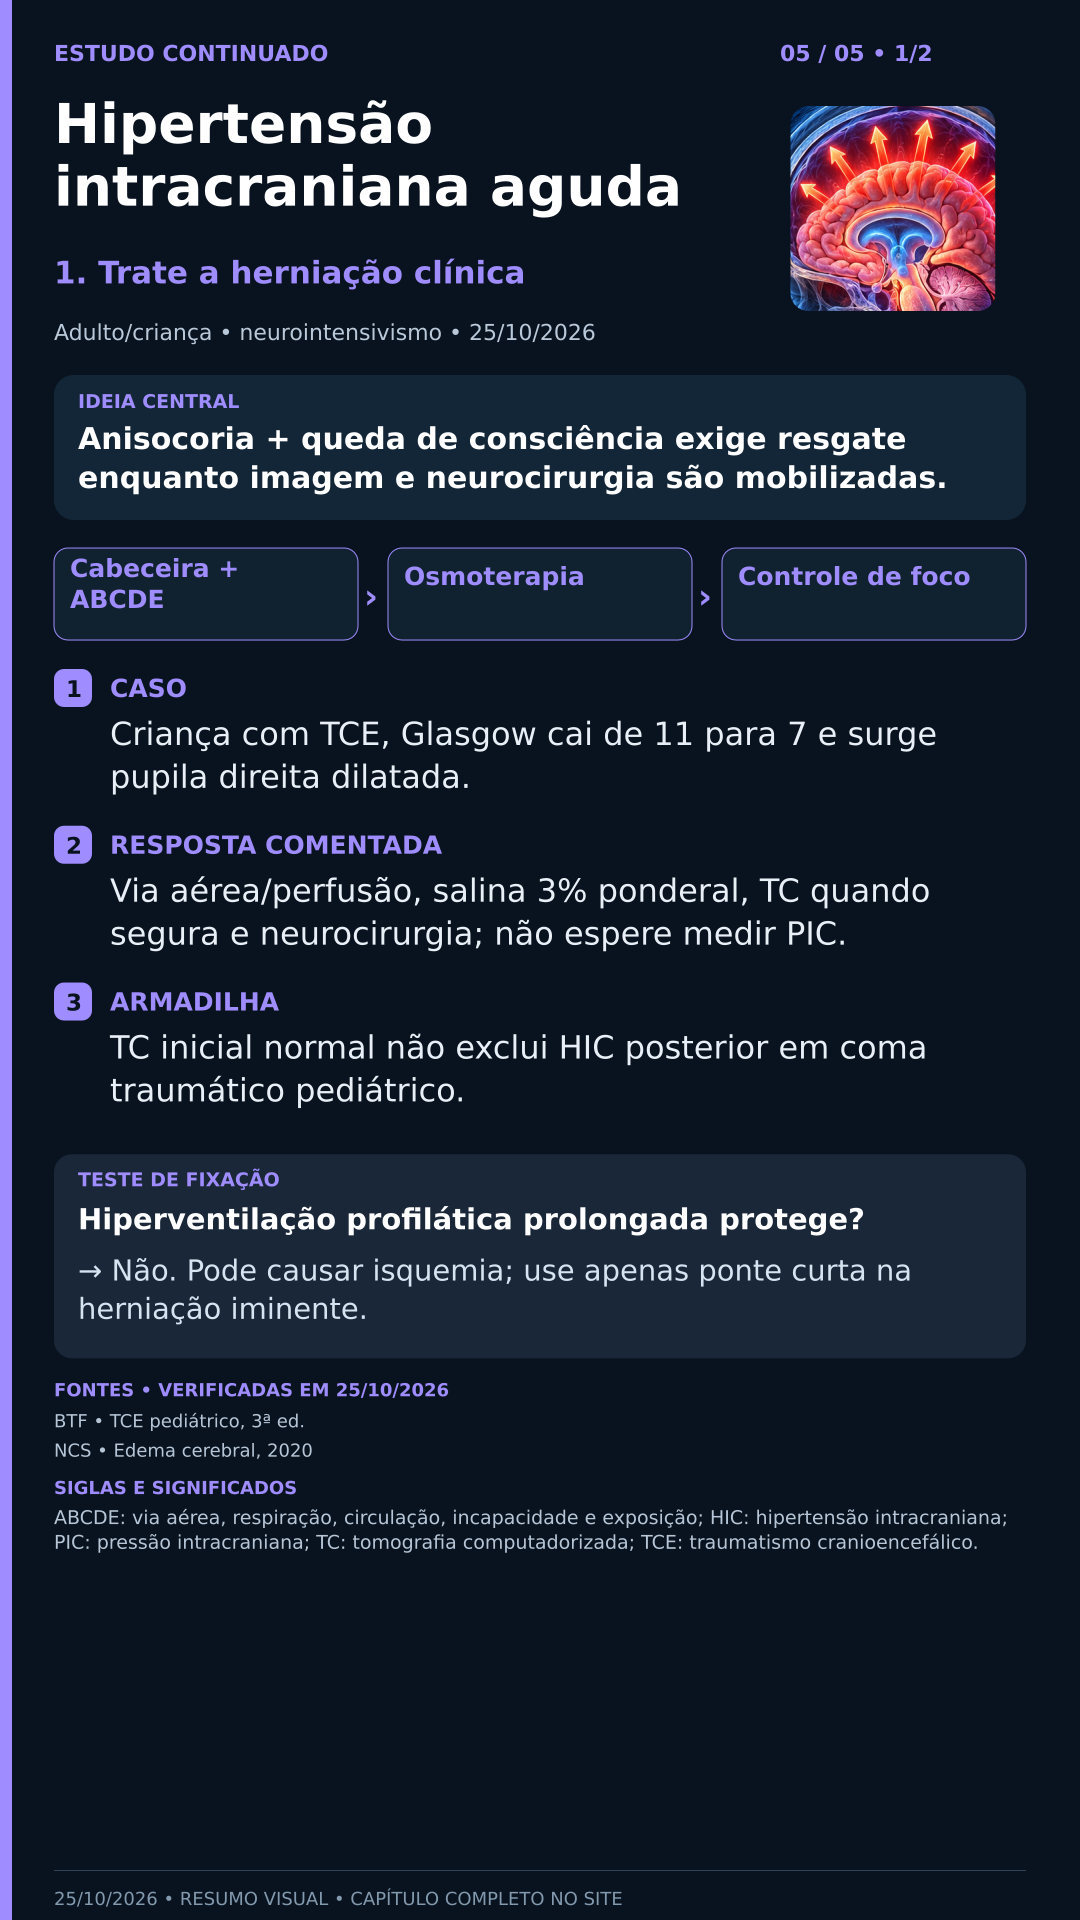 ESTUDO CONTINUADO
05 / 05 • 1/2
Hipertensão
intracraniana aguda
1. Trate a herniação clínica
Adulto/criança • neurointensivismo • 25/10/2026
IDEIA CENTRAL
Anisocoria + queda de consciência exige resgate
enquanto imagem e neurocirurgia são mobilizadas.
Cabeceira +
ABCDE
›
Osmoterapia
›
Controle de foco
1 CASO
Criança com TCE, Glasgow cai de 11 para 7 e surge
pupila direita dilatada.
2 RESPOSTA COMENTADA
Via aérea/perfusão, salina 3% ponderal, TC quando
segura e neurocirurgia; não espere medir PIC.
3 ARMADILHA
TC inicial normal não exclui HIC posterior em coma
traumático pediátrico.
TESTE DE FIXAÇÃO
Hiperventilação profilática prolongada protege?
→ Não. Pode causar isquemia; use apenas ponte curta na
herniação iminente.
FONTES • VERIFICADAS EM 25/10/2026
BTF • TCE pediátrico, 3ª ed.
NCS • Edema cerebral, 2020
SIGLAS E SIGNIFICADOS
ABCDE: via aérea, respiração, circulação, incapacidade e exposição; HIC: hipertensão intracraniana;
PIC: pressão intracraniana; TC: tomografia computadorizada; TCE: traumatismo cranioencefálico.
25/10/2026 • RESUMO VISUAL • CAPÍTULO COMPLETO NO SITE